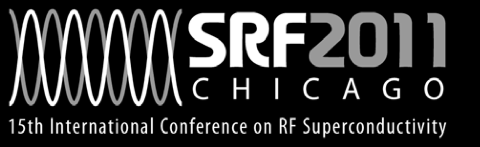 SRF2011
CHICAGO
15th International Conference on RF Superconductivity